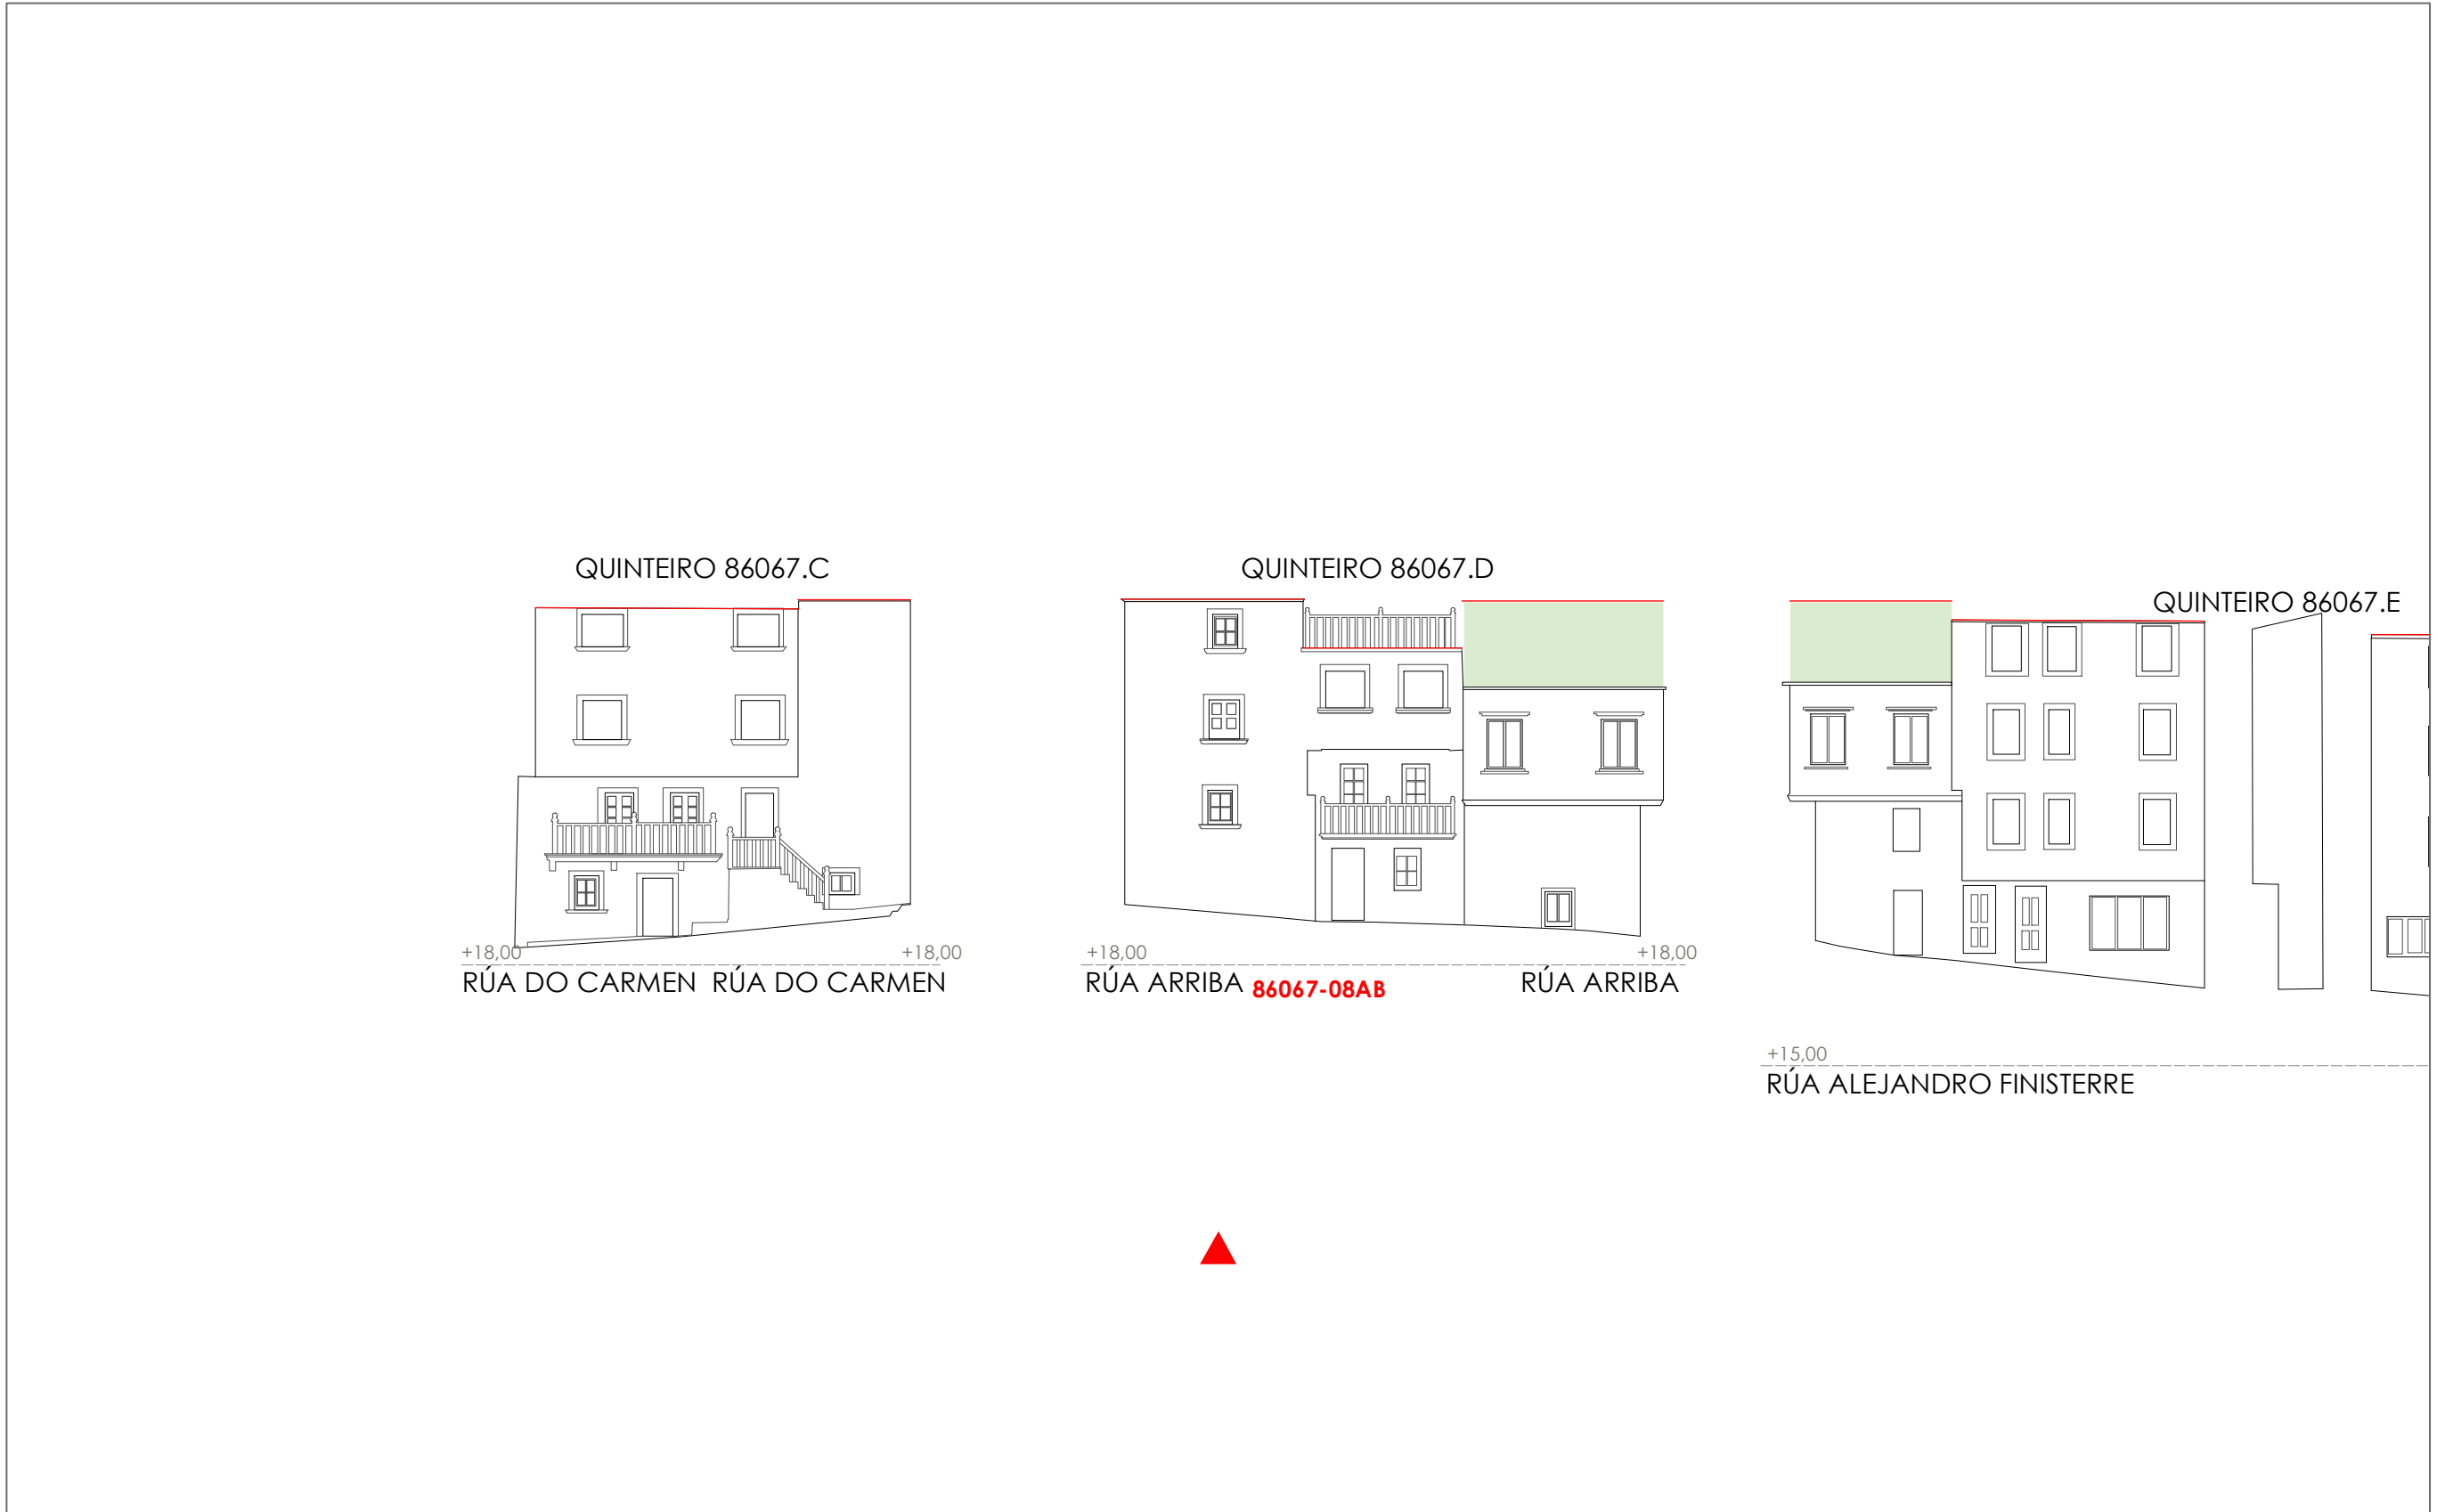 QUINTEIRO 86067.C
QUINTEIRO 86067.D
QUINTEIRO 86067.E
+18,00 +18,00
RÚA DO CARMEN RÚA DO CARMEN
+18,00 +18,00
RÚA ARRIBA 86067-08AB RÚA ARRIBA
+15,00
RÚA ALEJANDRO FINISTERRE